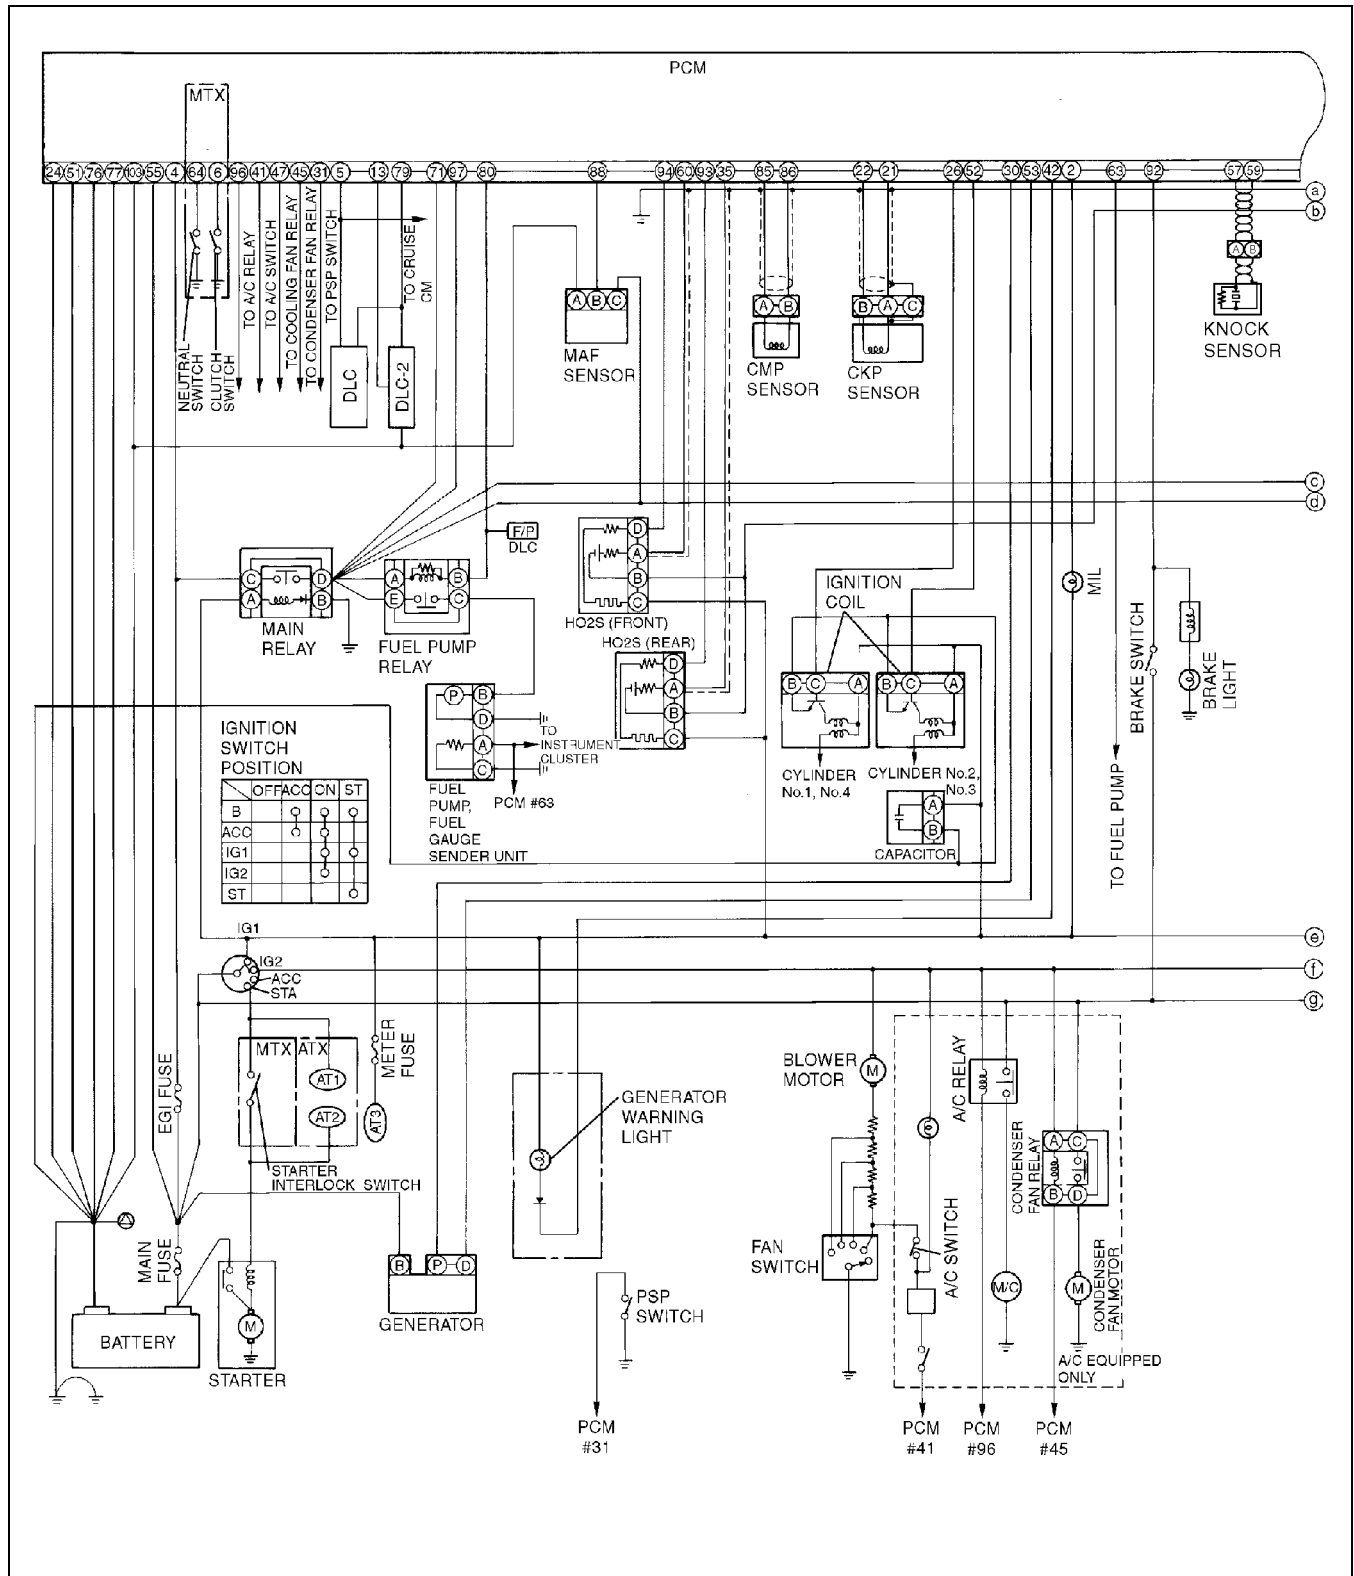 PCM
MTX
24 51 76 77 103 55 4 64 6 96 41 47 45 31 5 13 79 71 97 80 88 94 60 93 35 85 86 22 21 26 52 30 53 42 2 63 92 57 59
a
b
NEUTRAL SWITCH
CLUTCH SWITCH
TO A/C RELAY
TO A/C SWITCH
TO COOLING FAN RELAY
TO CONDENSER FAN RELAY
TO PSP SWITCH
TO CRUISE CM
DLC
DLC-2
A B C
MAF
SENSOR
A B
CMP
SENSOR
B A C
CKP
SENSOR
A B
KNOCK
SENSOR
c
d
F/P
DLC
C D
A B
MAIN
RELAY
A B
E C
FUEL PUMP
RELAY
D
A
B
C
HO2S (FRONT)
HO2S (REAR)
D
A
B
C
IGNITION
COIL
B C A
B C A
CYLINDER
No.1, No.4
CYLINDER No.2,
No.3
A
B
CAPACITOR
MIL
TO FUEL PUMP
BRAKE SWITCH
BRAKE LIGHT
P B
D
A
C
TO
INSTRUMENT
CLUSTER
PCM #63
FUEL
PUMP,
FUEL
GAUGE
SENDER UNIT
IGNITION
SWITCH
POSITION
OFF ACC ON ST
B
ACC
IG1
IG2
ST
e
f
g
IG1
IG2
ACC
STA
EGI FUSE
MTX ATX
AT1
AT2
AT3
METER FUSE
STARTER
INTERLOCK SWITCH
GENERATOR
WARNING
LIGHT
BLOWER
MOTOR
M
FAN
SWITCH
A/C RELAY
A/C SWITCH
CONDENSER FAN RELAY
A C
B D
M/C
M
CONDENSER FAN MOTOR
A/C EQUIPPED
ONLY
MAIN FUSE
BATTERY
M
STARTER
B P D
GENERATOR
PSP
SWITCH
PCM
#31
PCM
#41
PCM
#96
PCM
#45